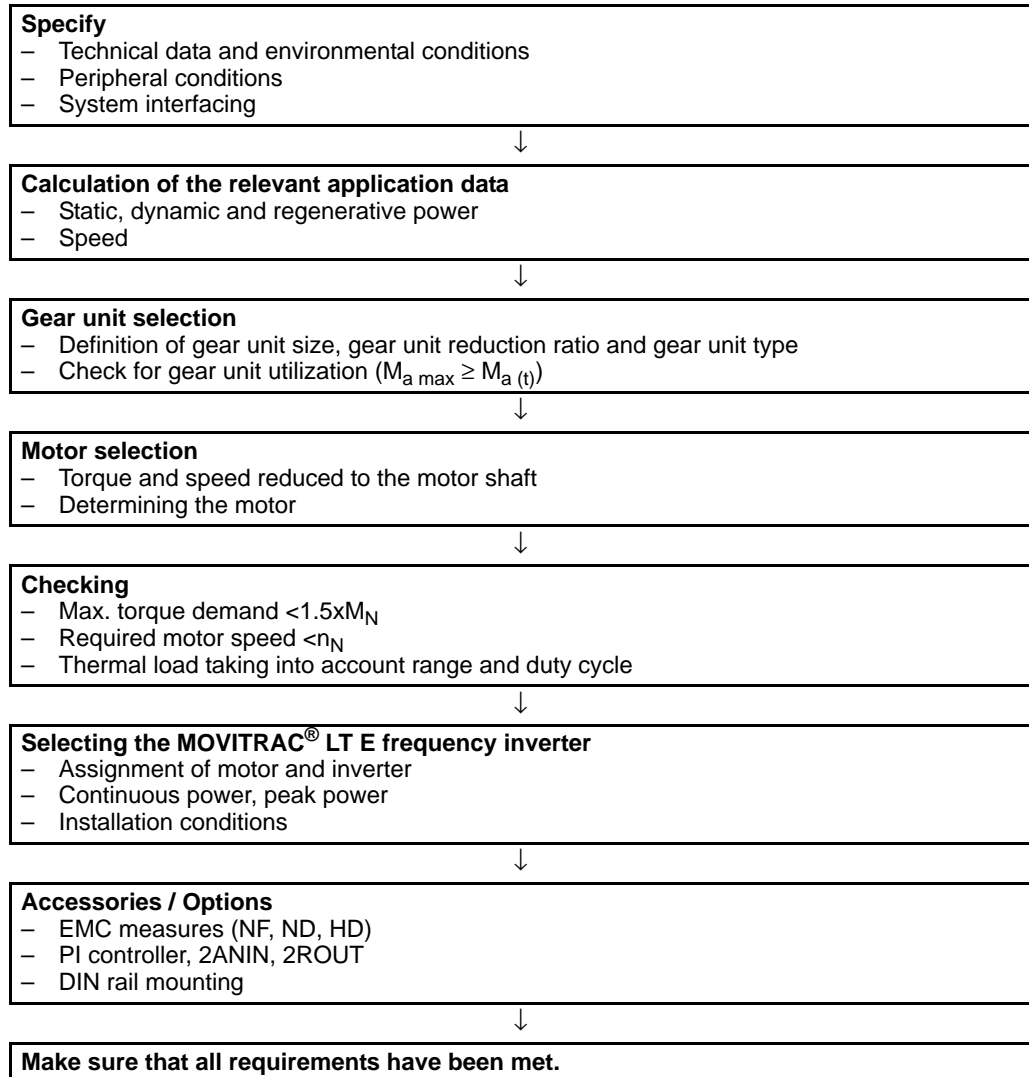 Specify
– Technical data and environmental conditions
– Peripheral conditions
– System interfacing
↓
Calculation of the relevant application data
– Static, dynamic and regenerative power
– Speed
↓
Gear unit selection
– Definition of gear unit size, gear unit reduction ratio and gear unit type
– Check for gear unit utilization (Ma max ≥ Ma (t))
↓
Motor selection
– Torque and speed reduced to the motor shaft
– Determining the motor
↓
Checking
– Max. torque demand <1.5xMN
– Required motor speed <nN
– Thermal load taking into account range and duty cycle
↓
Selecting the MOVITRAC® LT E frequency inverter
– Assignment of motor and inverter
– Continuous power, peak power
– Installation conditions
↓
Accessories / Options
– EMC measures (NF, ND, HD)
– PI controller, 2ANIN, 2ROUT
– DIN rail mounting
↓
Make sure that all requirements have been met.